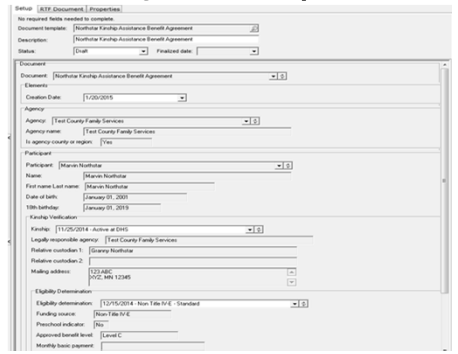 Setup RTF Document Properties
No required fields needed to complete.
Document template: Northstar Kinship Assistance Benefit Agreement
Description: Northstar Kinship Assistance Benefit Agreement
Status: Draft Finalized date:
Document
Document: Northstar Kinship Assistance Benefit Agreement
Elements
Creation Date: 1/20/2015
Agency
Agency: Test County Family Services
Agency name: Test County Family Services
Is agency county or region: Yes
Participant
Participant: Marvin Northstar
Name: Marvin Northstar
First name Last name: Marvin Northstar
Date of birth: January 01, 2001
18th birthday: January 01, 2019
Kinship Verification
Kinship: 11/25/2014 - Active at DHS
Legally responsible agency: Test County Family Services
Relative custodian 1: Granny Northstar
Relative custodian 2:
Mailing address: 123 ABC
XYZ, MN 12345
Eligibility Determination
Eligibility determination: 12/15/2014 - Non Title IV-E - Standard
Funding source: Non Title IV-E
Preschool indicator: No
Approved benefit level: Level C
Monthly basic payment: